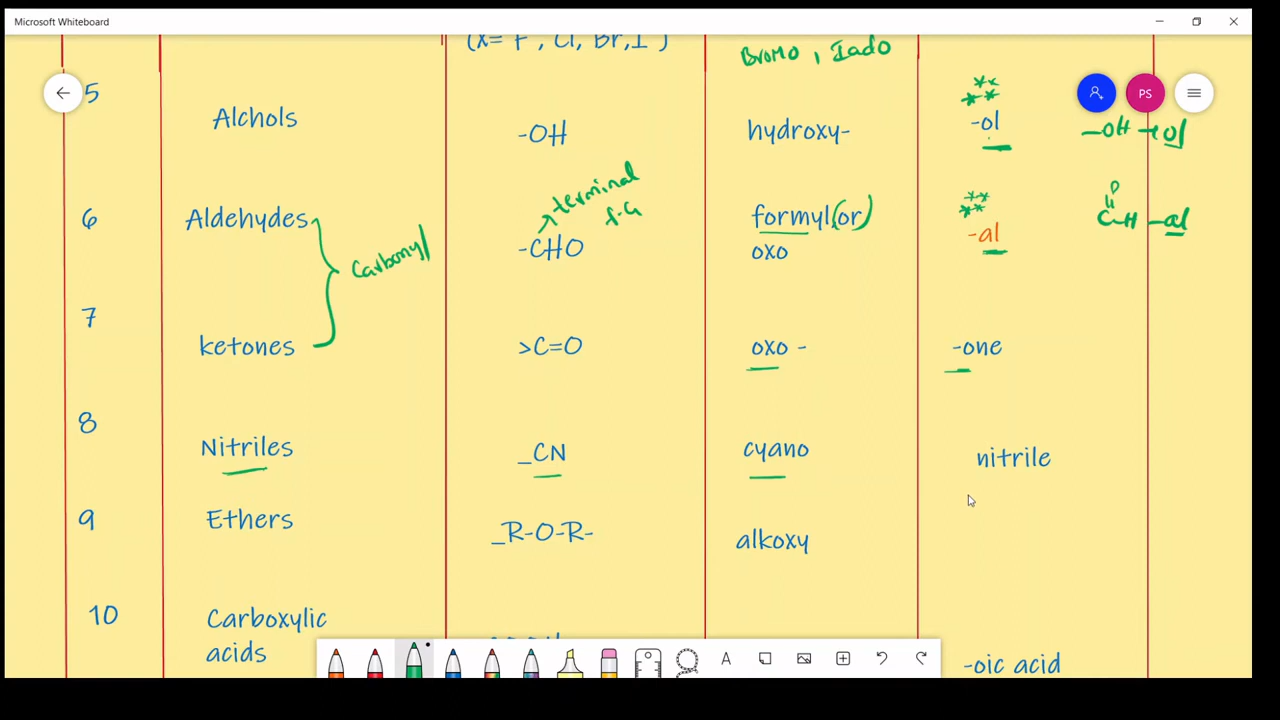 Microsoft Whiteboard
(X= F, Cl, Br, I)
Bromo, Iado
PS
5
Alchols
-OH
hydroxy-
**
**
-ol
-OH → ol
6
Aldehydes
-CHO
terminal
f-G
formyl(or)
oxo
**
**
-al
O
C-H -al
Carbonyl
7
ketones
>C=O
oxo -
-one
8
Nitriles
_CN
cyano
nitrile
9
Ethers
_R-O-R-
alkoxy
10
Carboxylic
acids
-oic acid
A